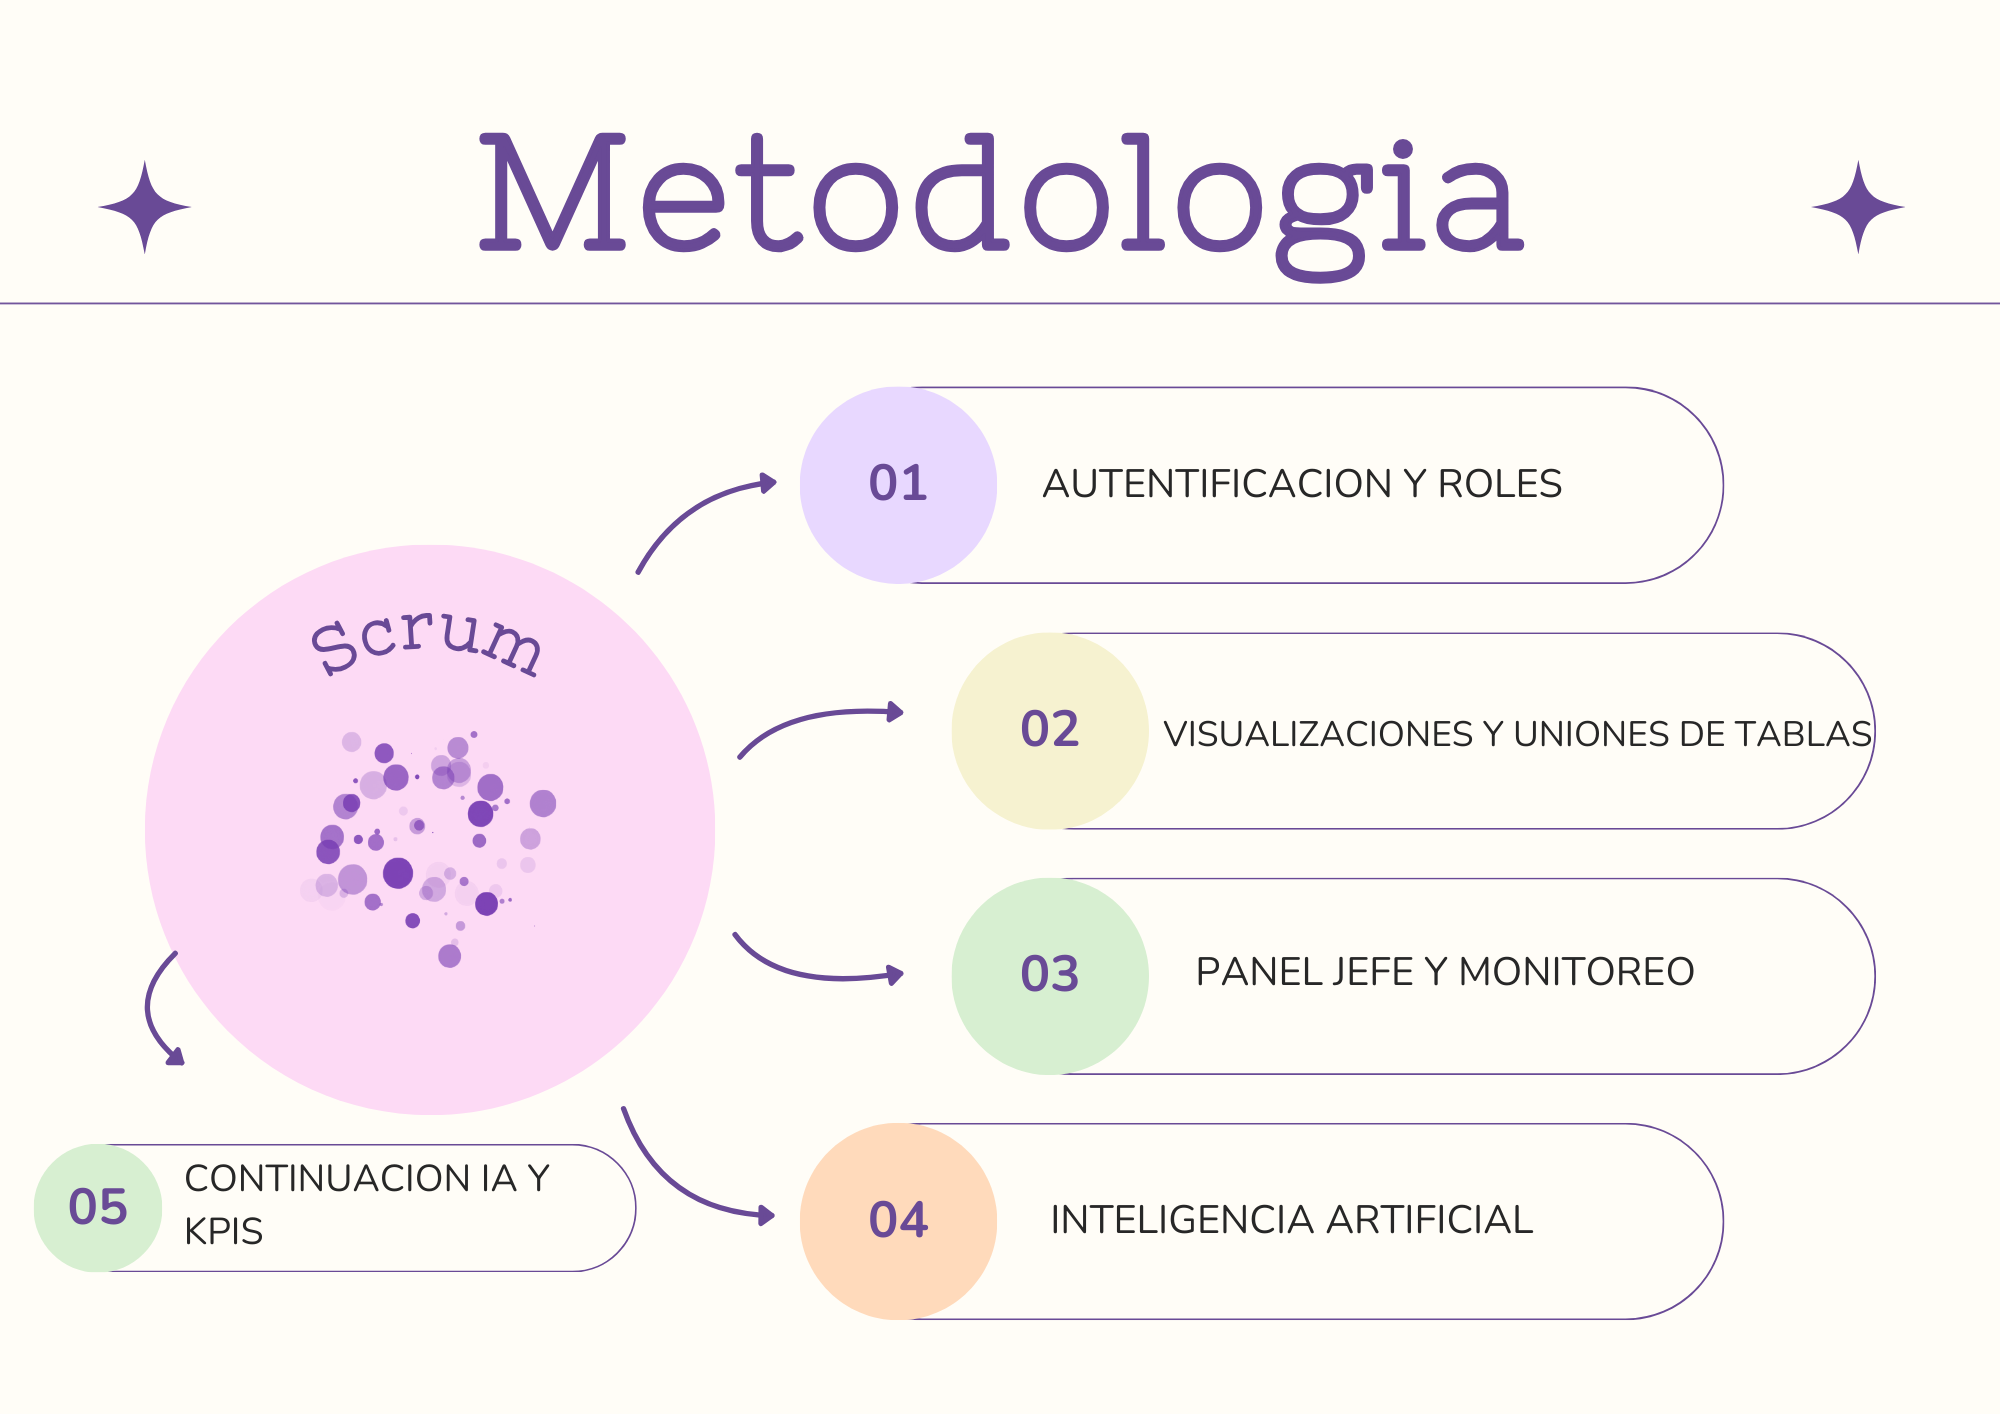 Metodologia
Scrum
01
AUTENTIFICACION Y ROLES
02
VISUALIZACIONES Y UNIONES DE TABLAS
03
PANEL JEFE Y MONITOREO
04
INTELIGENCIA ARTIFICIAL
05
CONTINUACION IA Y
KPIS